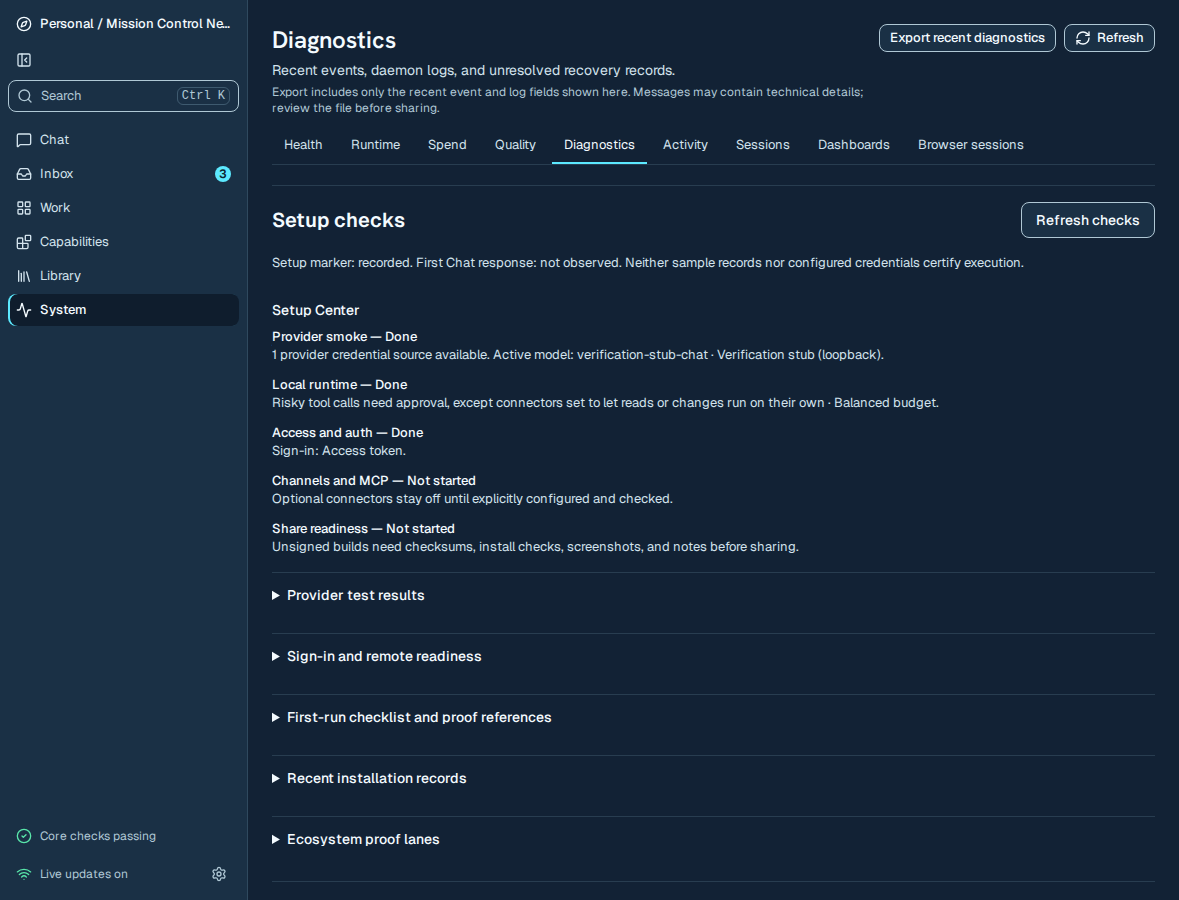 Personal / Mission Control Ne...
Search
Ctrl K
Chat
Inbox
3
Work
Capabilities
Library
System
Core checks passing
Live updates on
Diagnostics
Export recent diagnostics
Refresh
Recent events, daemon logs, and unresolved recovery records.
Export includes only the recent event and log fields shown here. Messages may contain technical details;
review the file before sharing.
Health
Runtime
Spend
Quality
Diagnostics
Activity
Sessions
Dashboards
Browser sessions
Setup checks
Refresh checks
Setup marker: recorded. First Chat response: not observed. Neither sample records nor configured credentials certify execution.
Setup Center
Provider smoke — Done
1 provider credential source available. Active model: verification-stub-chat · Verification stub (loopback).
Local runtime — Done
Risky tool calls need approval, except connectors set to let reads or changes run on their own · Balanced budget.
Access and auth — Done
Sign-in: Access token.
Channels and MCP — Not started
Optional connectors stay off until explicitly configured and checked.
Share readiness — Not started
Unsigned builds need checksums, install checks, screenshots, and notes before sharing.
Provider test results
Sign-in and remote readiness
First-run checklist and proof references
Recent installation records
Ecosystem proof lanes